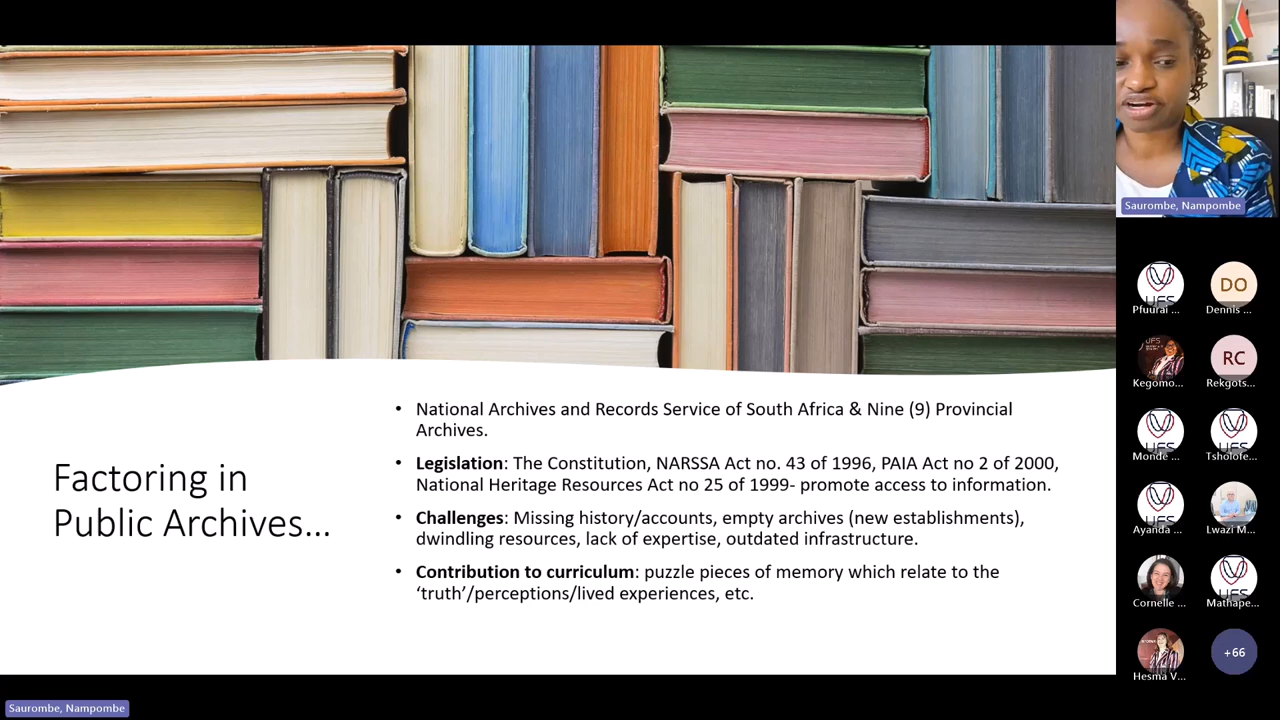 Factoring in
Public Archives...
• National Archives and Records Service of South Africa & Nine (9) Provincial
Archives.
• Legislation: The Constitution, NARSSA Act no. 43 of 1996, PAIA Act no 2 of 2000,
National Heritage Resources Act no 25 of 1999- promote access to information.
• Challenges: Missing history/accounts, empty archives (new establishments),
dwindling resources, lack of expertise, outdated infrastructure.
• Contribution to curriculum: puzzle pieces of memory which relate to the
‘truth’/perceptions/lived experiences, etc.
Saurombe, Nampombe
Saurombe, Nampombe
UFS
DO
Pfuurai ...
Dennis ...
UFS
RC
Kegomo...
Rekgots...
Monde ...
Tsholofe...
UFS
Ayanda ...
Lwazi M...
UFS
Cornelle ...
Mathape...
+66
Hesma V...